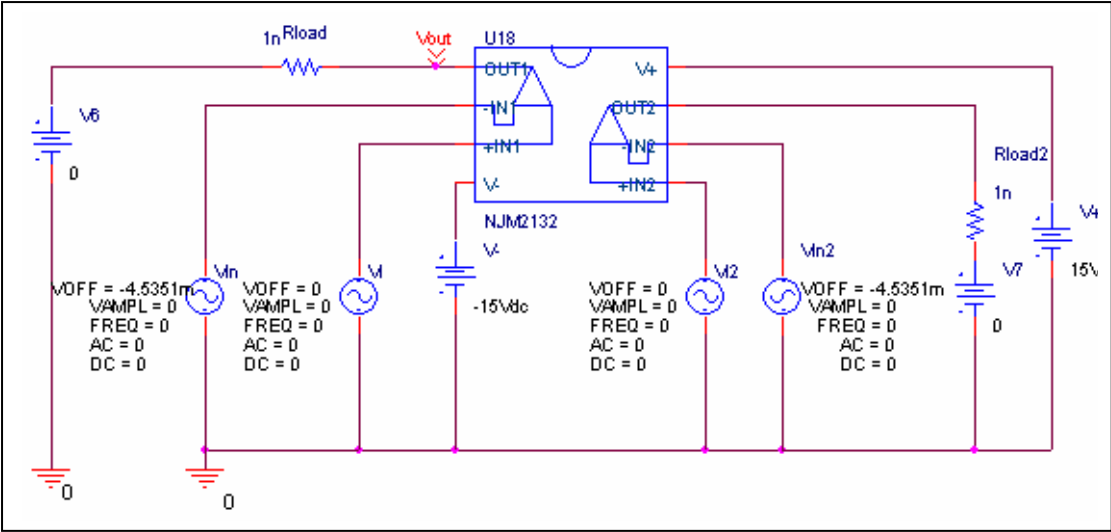 1n
Rload
Vout
U18
OUT1
V+
V6
-IN1
OUT2
+IN1
-IN2
Rload2
0
V-
+IN2
1n
NJM2132
V4
Vin
Vi
V-
Vi2
Vin2
V7
VOFF = -4.5351m
VAMPL = 0
FREQ = 0
AC = 0
DC = 0
VOFF = 0
VAMPL = 0
FREQ = 0
AC = 0
DC = 0
-15Vdc
VOFF = 0
VAMPL = 0
FREQ = 0
AC = 0
DC = 0
VOFF = -4.5351m
VAMPL = 0
FREQ = 0
AC = 0
DC = 0
15V
0
0
0